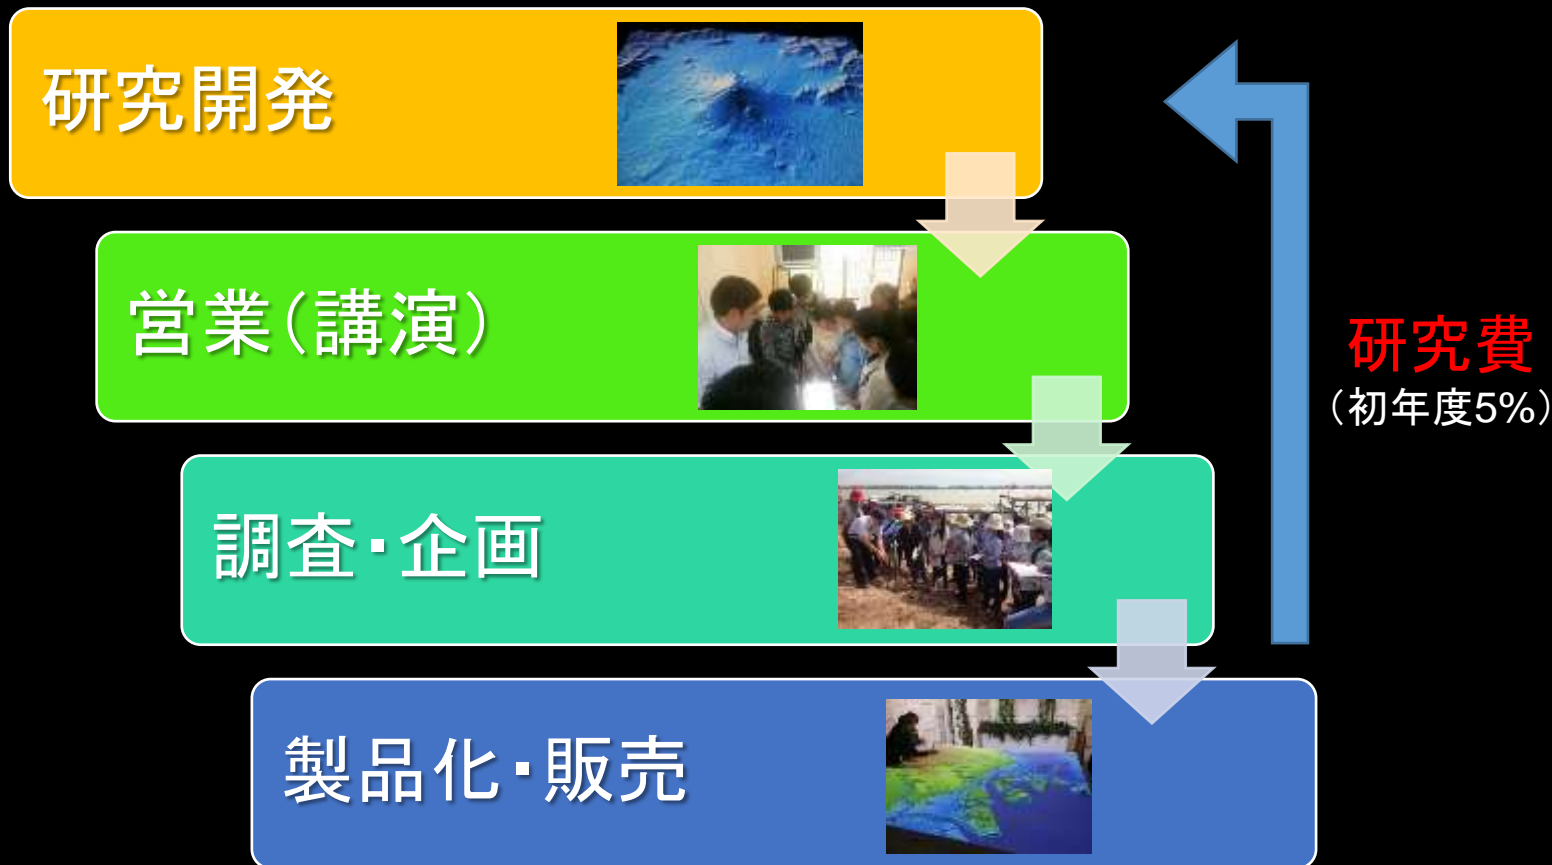 研究開発
営業(講演)
調査・企画
製品化・販売
研究費
(初年度5%)